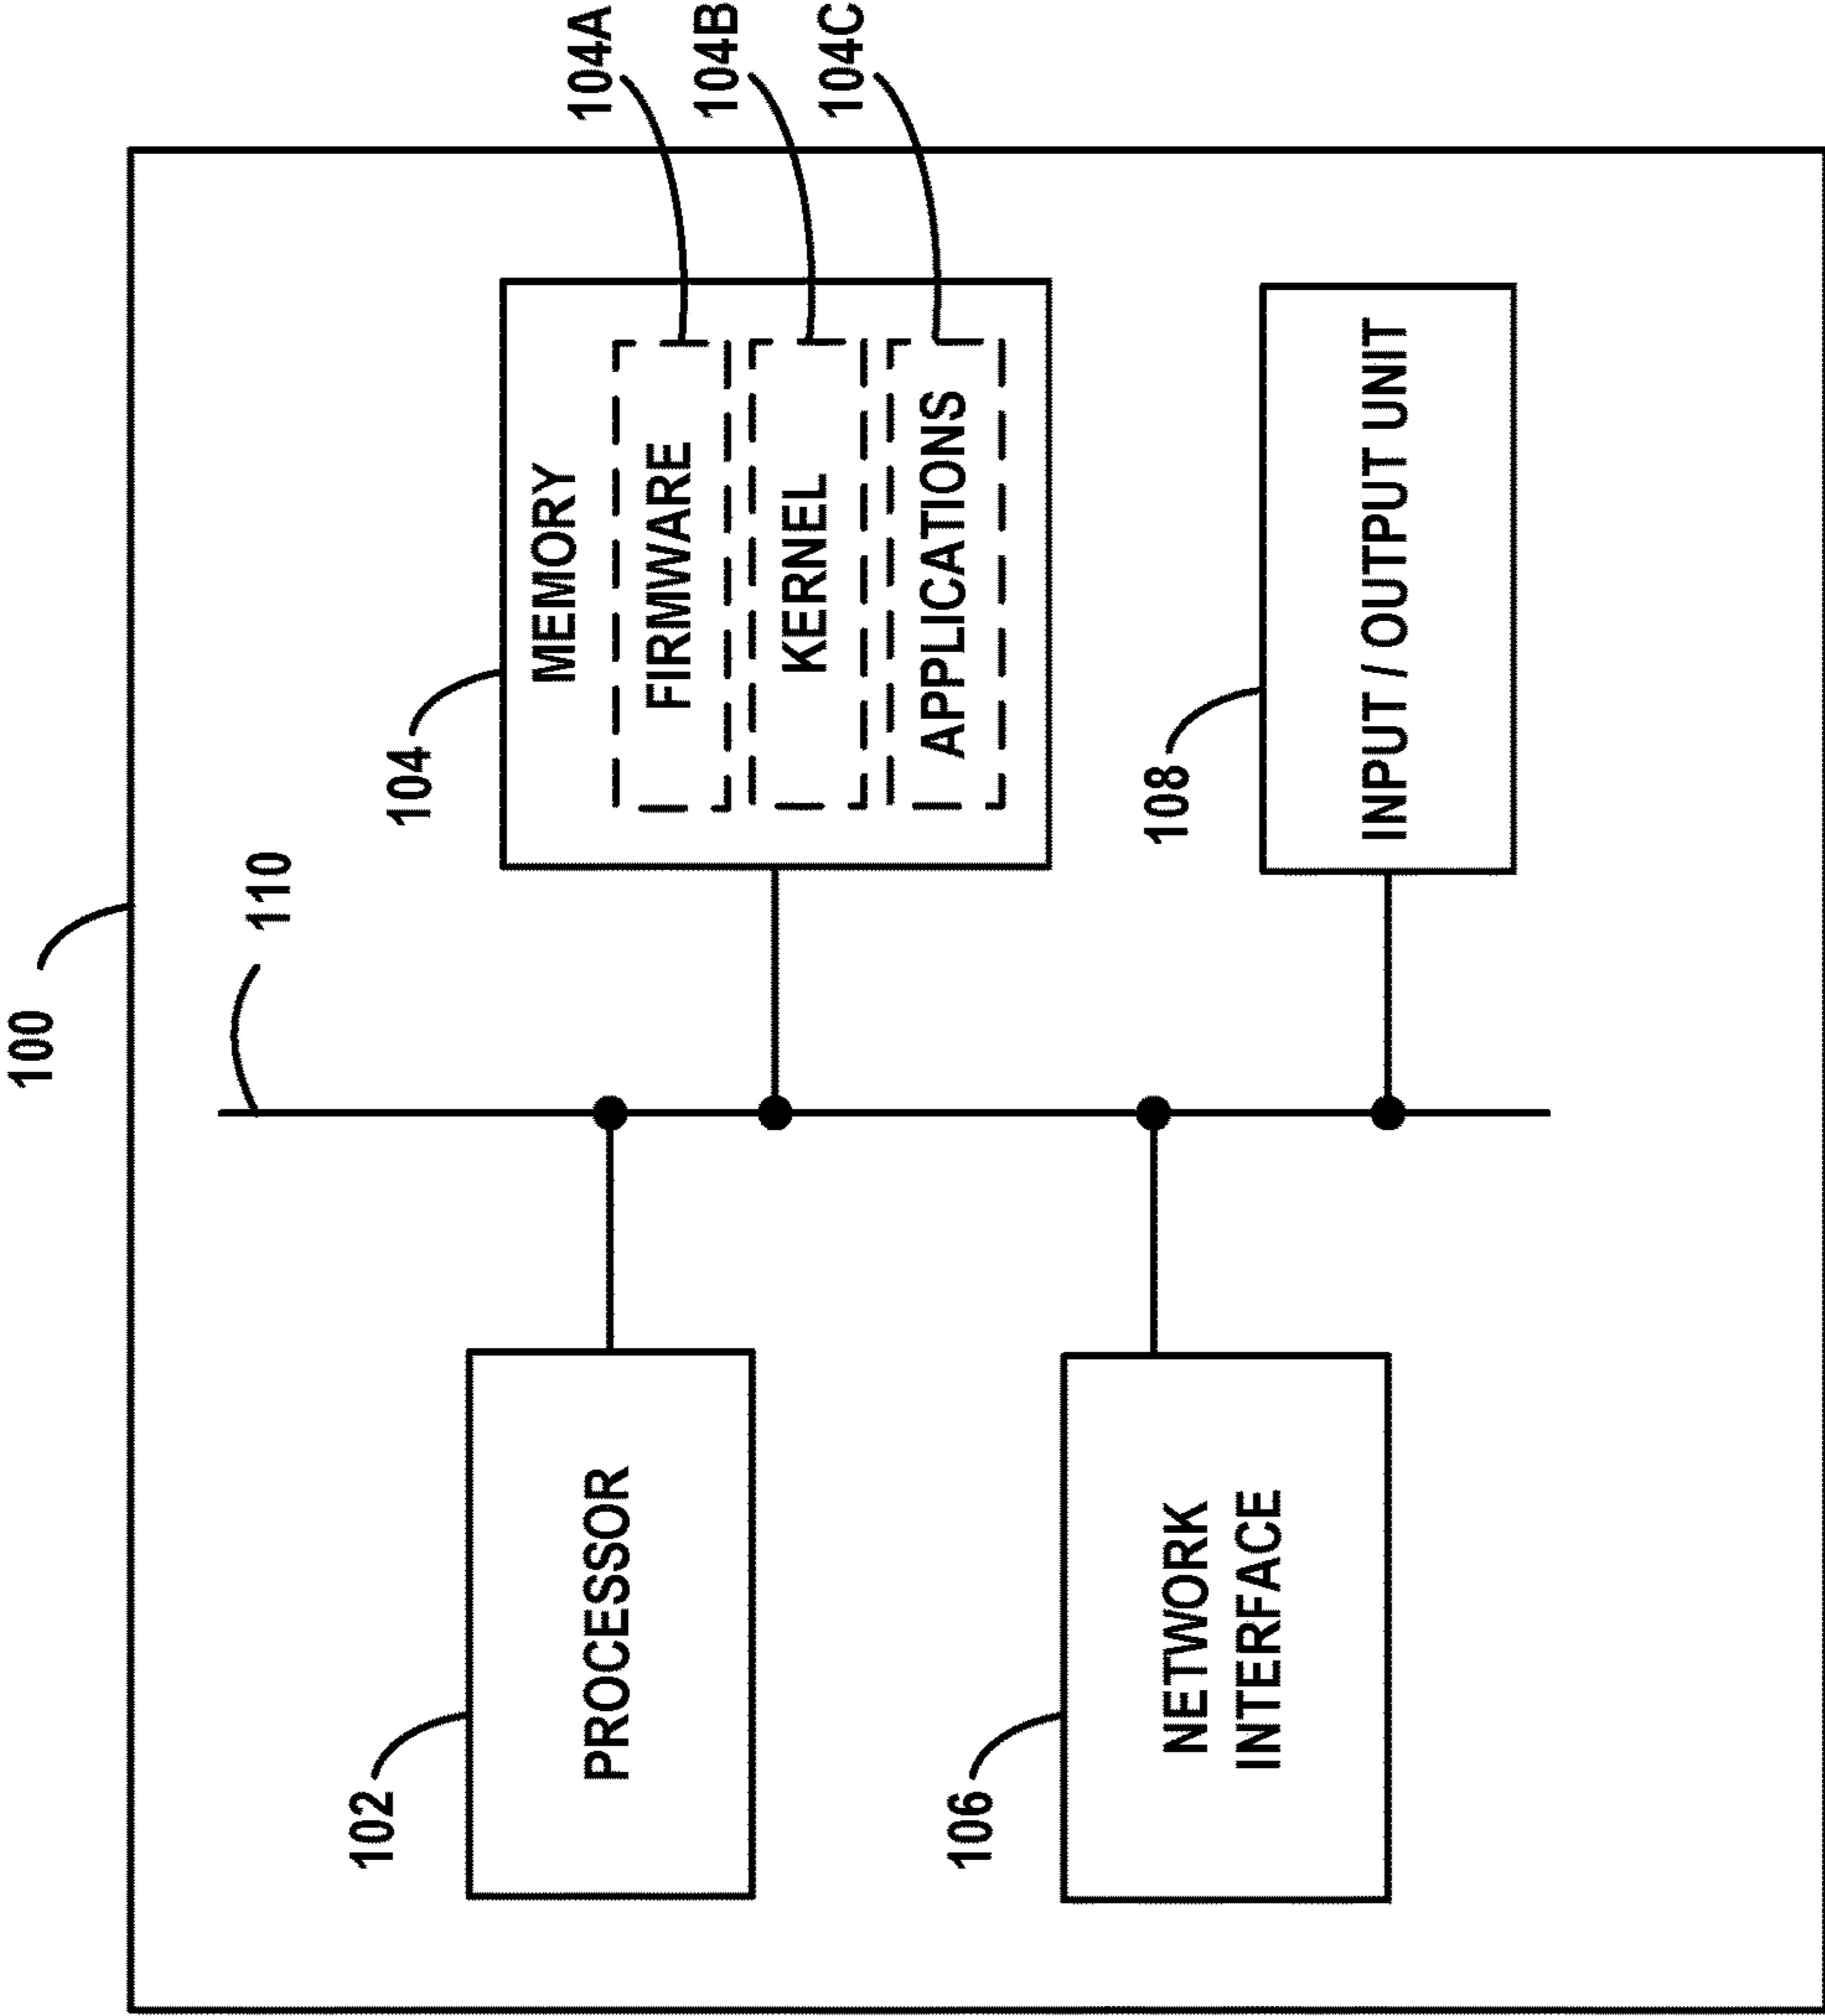 100
110
102
PROCESSOR
104
MEMORY
FIRMWARE
104A
KERNEL
104B
APPLICATIONS
104C
106
NETWORK
INTERFACE
108
INPUT / OUTPUT UNIT